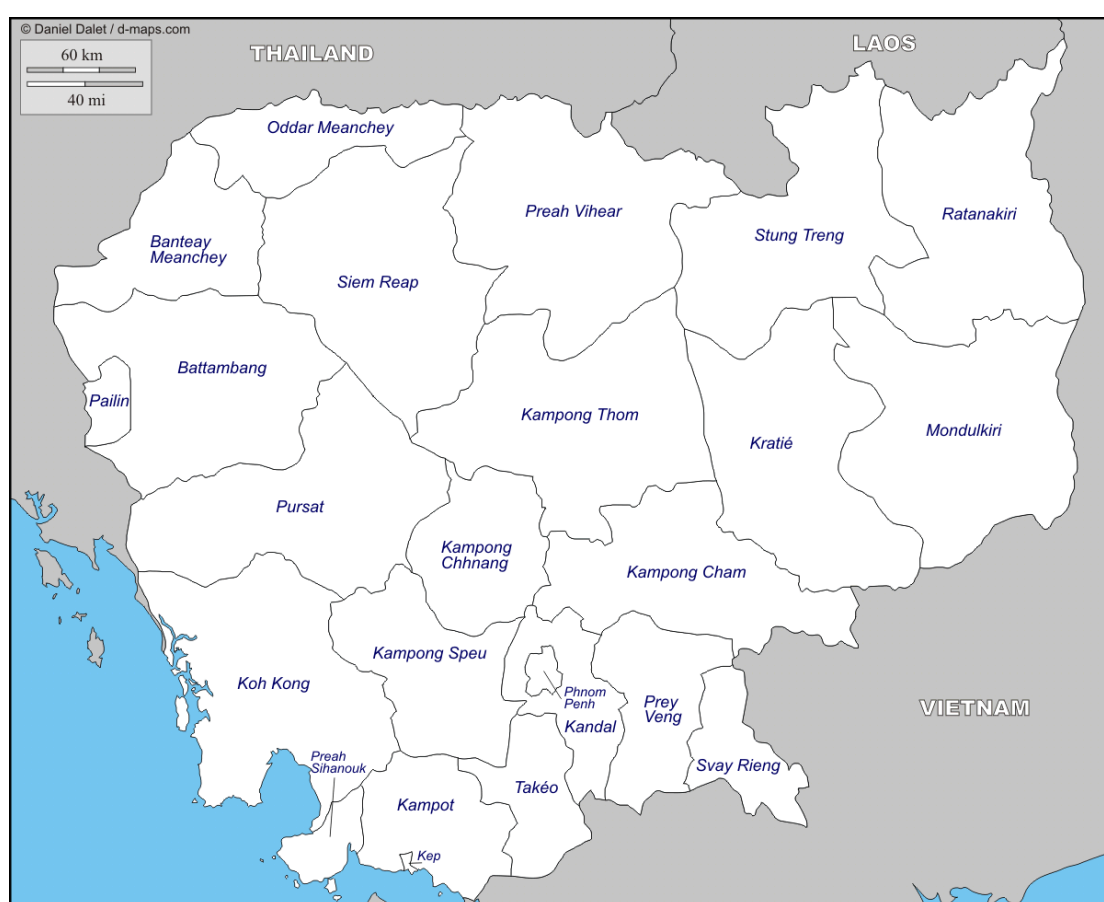 © Daniel Dalet / d-maps.com
60 km
40 mi
THAILAND
LAOS
Oddar Meanchey
Preah Vihear
Ratanakiri
Stung Treng
Banteay
Meanchey
Siem Reap
Battambang
Pailin
Kampong Thom
Kratié
Mondulkiri
Pursat
Kampong
Chhnang
Kampong Cham
Kampong Speu
Koh Kong
Phnom
Penh
Prey
Veng
Kandal
VIETNAM
Preah
Sihanouk
Svay Rieng
Takéo
Kampot
Kep